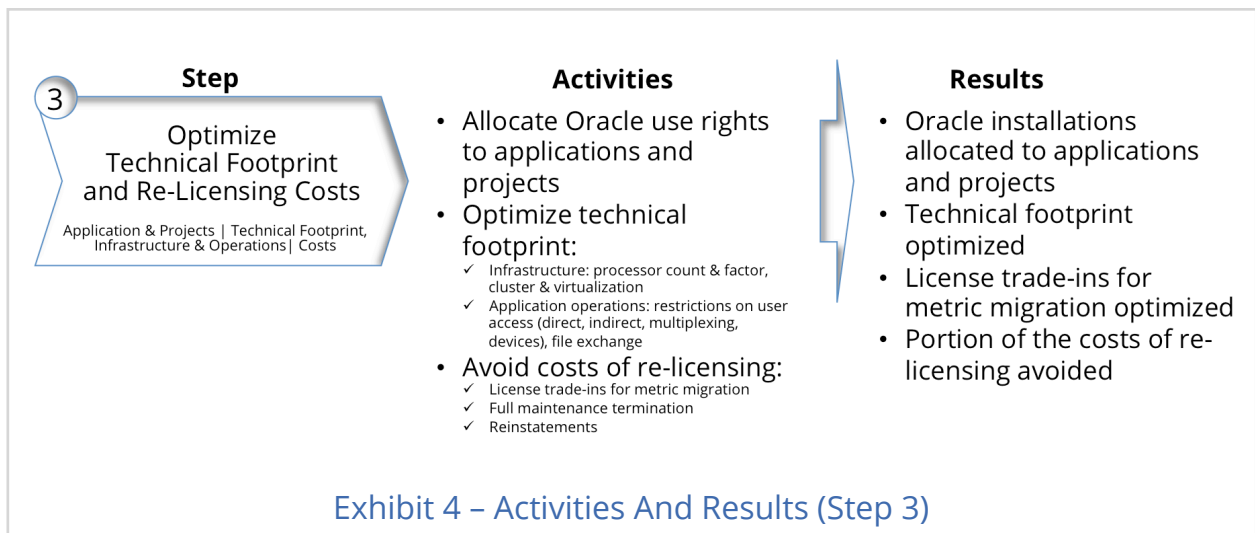 Step
3
Optimize
Technical Footprint
and Re-Licensing Costs
Application & Projects | Technical Footprint,
Infrastructure & Operations| Costs
Activities
• Allocate Oracle use rights
to applications and
projects
• Optimize technical
footprint:
✓ Infrastructure: processor count & factor,
cluster & virtualization
✓ Application operations: restrictions on user
access (direct, indirect, multiplexing,
devices), file exchange
• Avoid costs of re-licensing:
✓ License trade-ins for metric migration
✓ Full maintenance termination
✓ Reinstatements
Results
• Oracle installations
allocated to applications
and projects
• Technical footprint
optimized
• License trade-ins for
metric migration optimized
• Portion of the costs of re-
licensing avoided
Exhibit 4 – Activities And Results (Step 3)